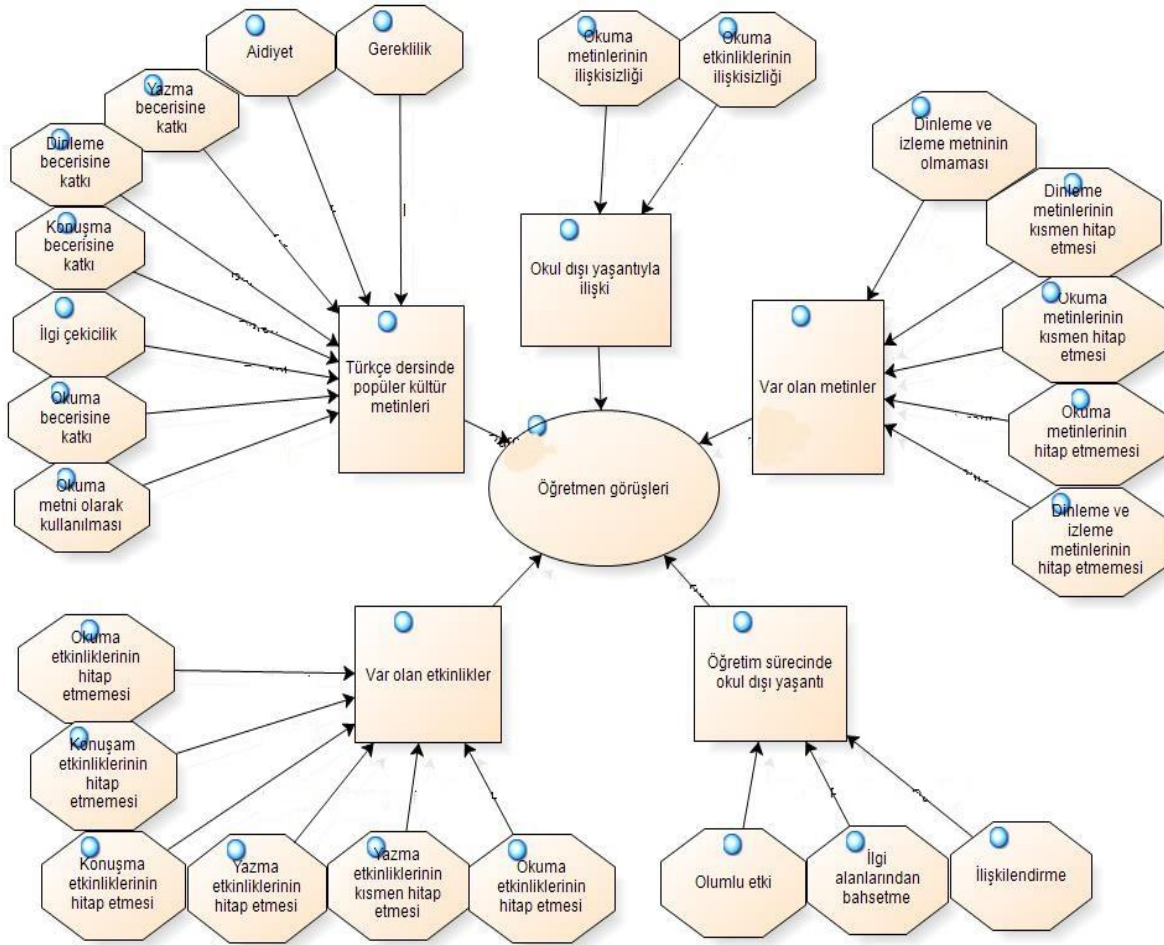 Aidiyet
Gereklilik
Yazma
becerisine
katkı
Dinleme
becerisine
katkı
Konuşma
becerisine
katkı
İlgi çekicilik
Okuma
becerisine
katkı
Okuma
metni olarak
kullanılması
Türkçe dersinde
popüler kültür
metinleri
Okuma
metinlerinin
ilişkisizliği
Okuma
etkinliklerinin
ilişkisizliği
Okul dışı yaşantıyla
ilişki
Dinleme ve
izleme metninin
olmaması
Dinleme
metinlerinin
kısmen hitap
etmesi
Okuma
metinlerinin
kısmen hitap
etmesi
Okuma
metinlerinin
hitap etmemesi
Dinleme ve
izleme
metinlerinin
hitap etmemesi
Var olan metinler
Öğretmen görüşleri
Var olan etkinlikler
Okuma
etkinliklerinin
hitap
etmemesi
Konuşam
etkinliklerinin
hitap
etmemesi
Konuşma
etkinliklerinin
hitap etmesi
Yazma
etkinliklerinin
hitap etmesi
Yazma
etkinliklerinin
kısmen hitap
etmesi
Okuma
etkinliklerinin
hitap etmesi
Öğretim sürecinde
okul dışı yaşantı
Olumlu etki
İlgi
alanlarından
bahsetme
İlişkilendirme